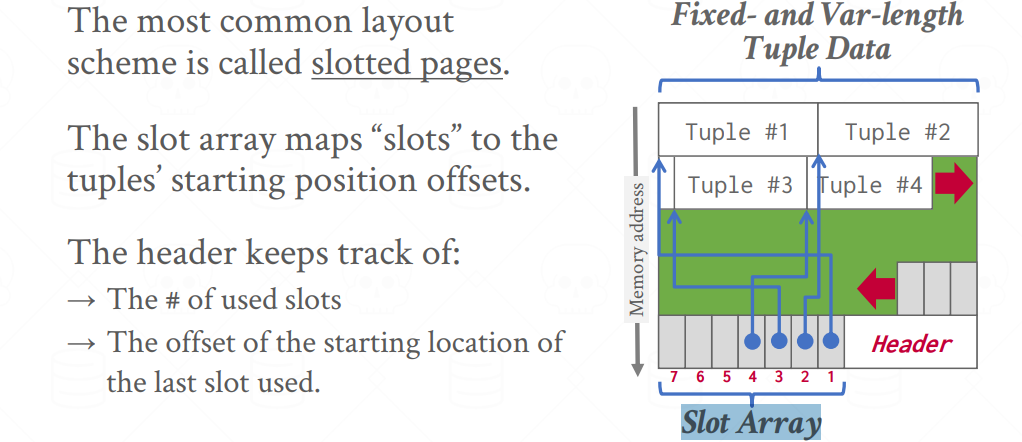 The most common layout
scheme is called slotted pages.
The slot array maps “slots” to the
tuples’ starting position offsets.
The header keeps track of:
→ The # of used slots
→ The offset of the starting location of
the last slot used.
Fixed- and Var-length
Tuple Data
Memory address
Tuple #1
Tuple #2
Tuple #3
Tuple #4
Header
7 6 5 4 3 2 1
Slot Array